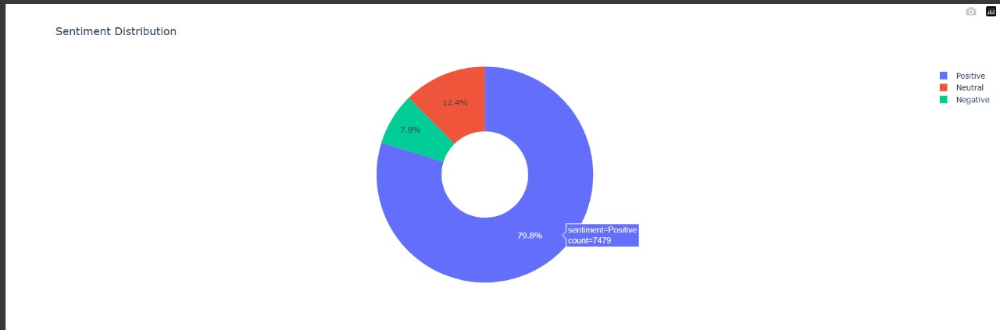 Sentiment Distribution
Positive
Neutral
Negative
12.4%
7.8%
79.8%
sentiment=Positive
count=7479